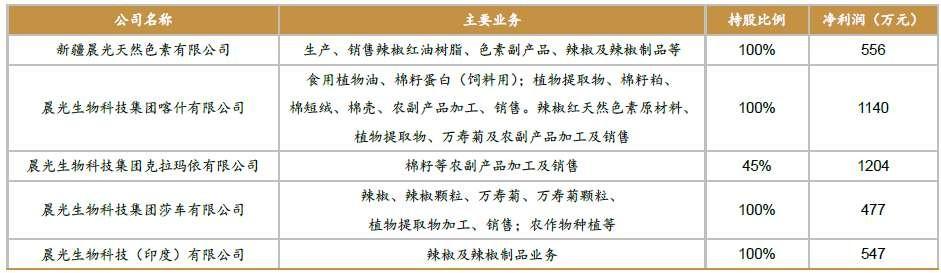 公司名称 主要业务 持股比例 净利润（万元）
新疆晨光天然色素有限公司 生产、销售辣椒红油树脂、色素副产品、辣椒及辣椒制品等 100% 556
食用植物油、棉籽蛋白（饲料用）；植物提取物、棉籽粕、
晨光生物科技集团喀什有限公司 棉短绒、棉壳、农副产品加工、销售。辣椒红天然色素原材料、 100% 1140
植物提取物、万寿菊及农副产品加工及销售
晨光生物科技集团克拉玛依有限公司 棉籽等农副产品加工及销售 45% 1204
辣椒、辣椒颗粒、万寿菊、万寿菊颗粒、
晨光生物科技集团莎车有限公司 100% 477
植物提取物加工、销售；农作物种植等
晨光生物科技（印度）有限公司 辣椒及辣椒制品业务 100% 547